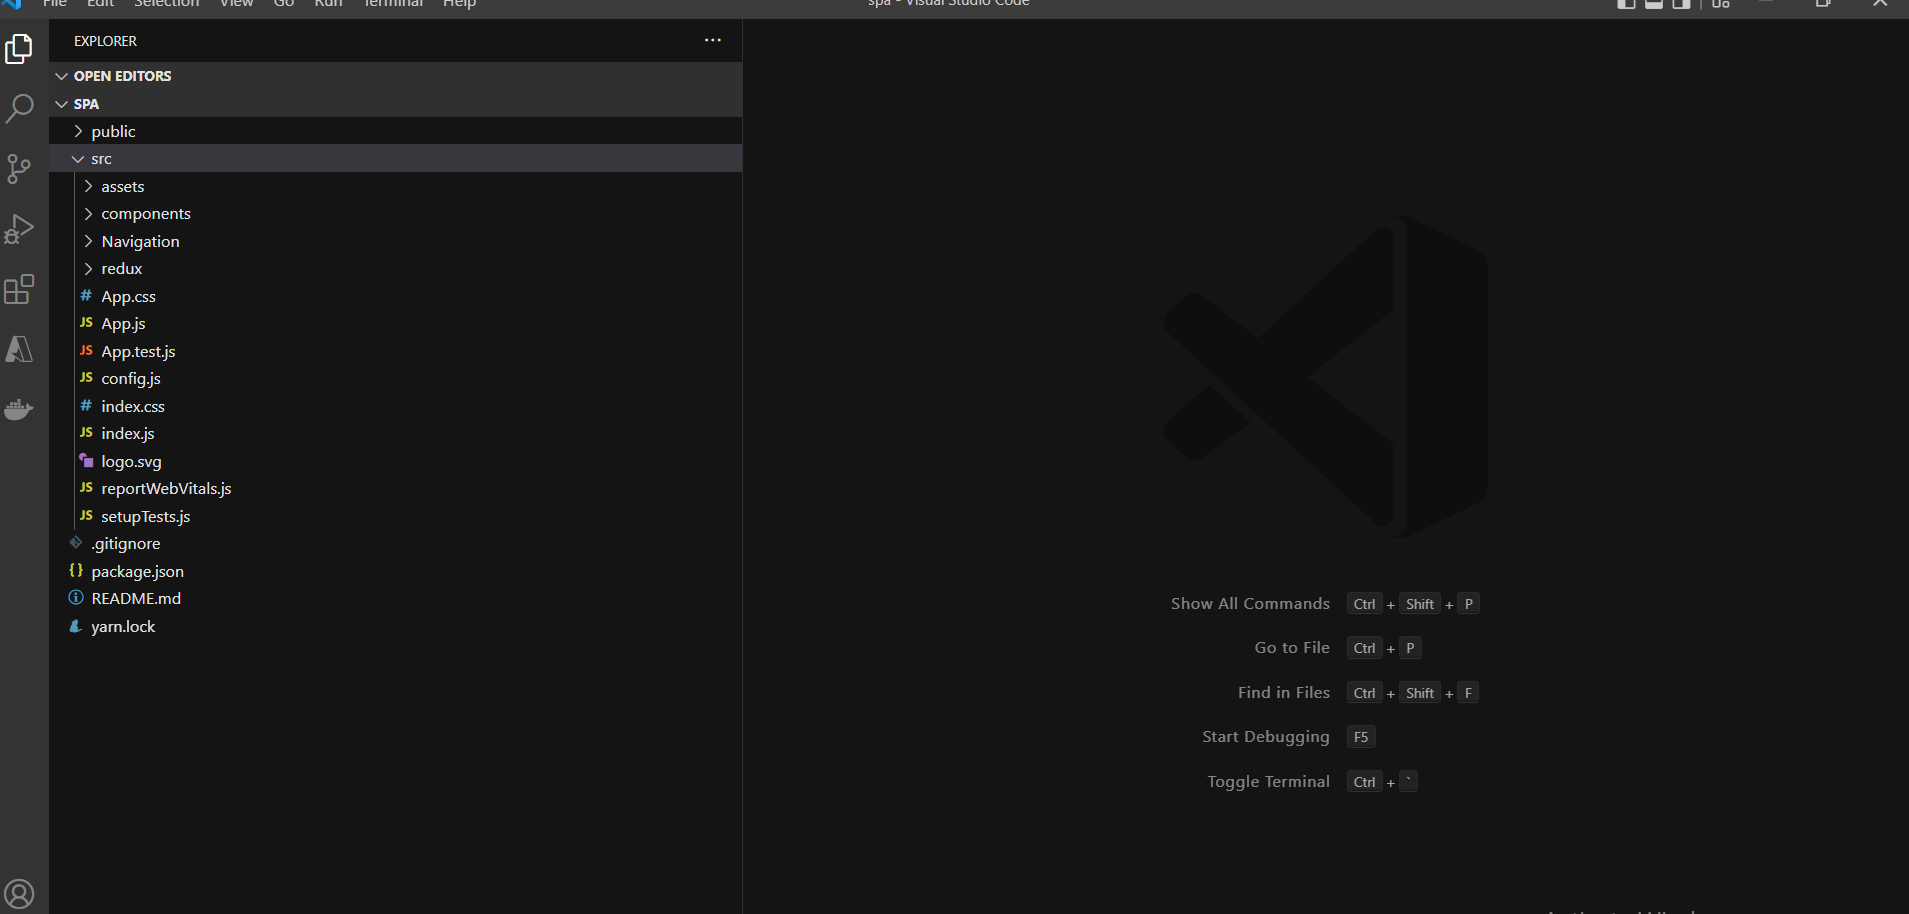 File Edit Selection View Go Run Terminal Help
spa - Visual Studio Code
EXPLORER
OPEN EDITORS
SPA
public
src
assets
components
Navigation
redux
# App.css
JS App.js
JS App.test.js
JS config.js
# index.css
JS index.js
logo.svg
JS reportWebVitals.js
JS setupTests.js
.gitignore
{} package.json
README.md
yarn.lock
Show All Commands Ctrl + Shift + P
Go to File Ctrl + P
Find in Files Ctrl + Shift + F
Start Debugging F5
Toggle Terminal Ctrl + `